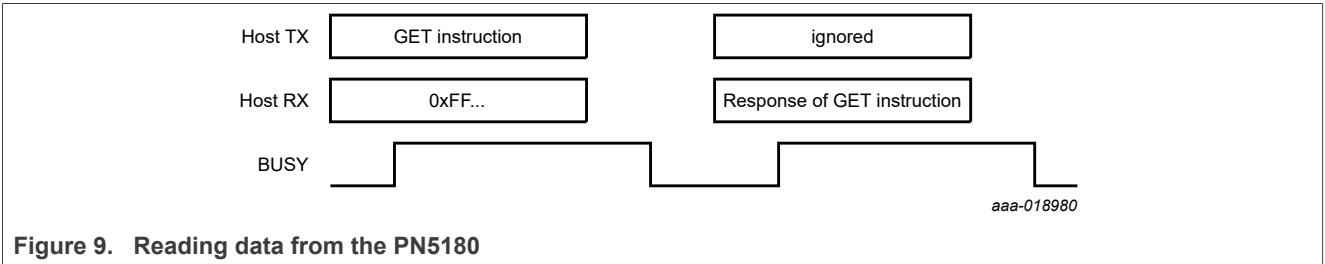 Host TX GET instruction ignored
Host RX 0xFF... Response of GET instruction
BUSY
aaa-018980
Figure 9. Reading data from the PN5180